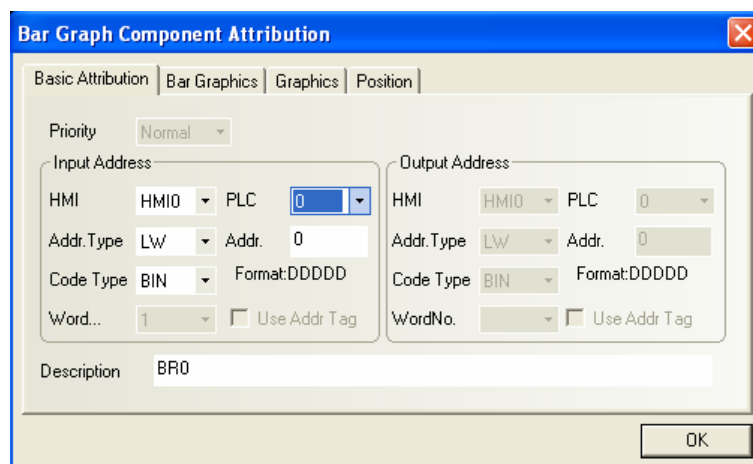 Bar Graph Component Attribution
Basic Attribution Bar Graphics Graphics Position
Priority Normal
Input Address Output Address
HMI HMI0 PLC 0 HMI HMI0 PLC 0
Addr.Type LW Addr. 0 Addr.Type LW Addr. 0
Code Type BIN Format:DDDDD Code Type BIN Format:DDDDD
Word... 1 Use Addr Tag WordNo. Use Addr Tag
Description BR0
OK